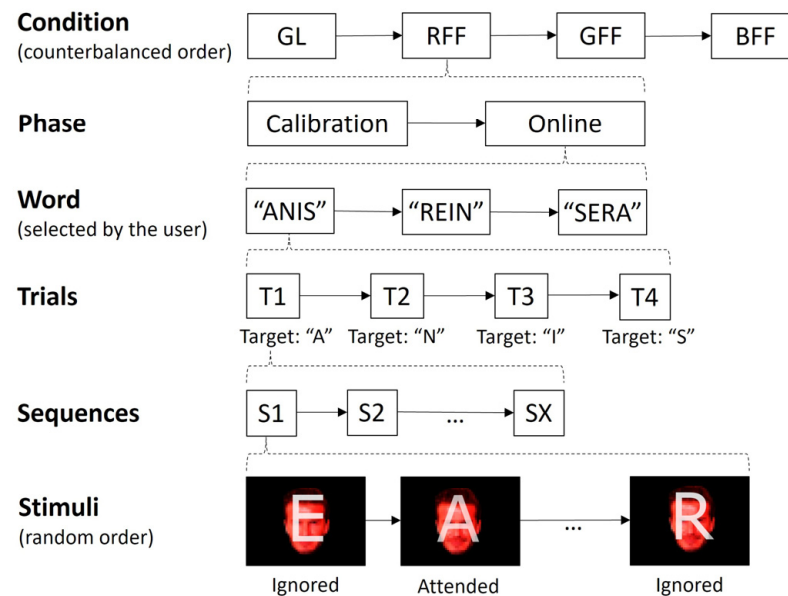 Condition
(counterbalanced order)
GL RFF GFF BFF
Phase
Calibration Online
Word
(selected by the user)
“ANIS” “REIN” “SERA”
Trials
T1 T2 T3 T4
Target: “A” Target: “N” Target: “I” Target: “S”
Sequences
S1 S2 ... SX
Stimuli
(random order)
E A ... R
Ignored Attended Ignored